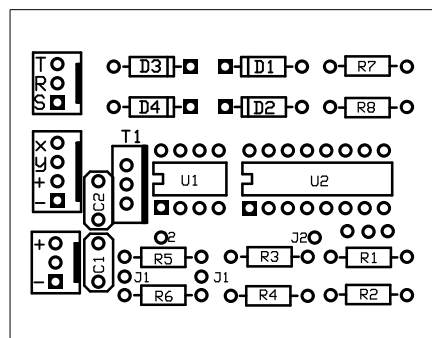 T
R
S
D3
D1
R7
D4
D2
R8
T1
x
y
+
-
C2
U1
U2
2
J2
+
-
C1
R5
R3
R1
J1
J1
R6
R4
R2